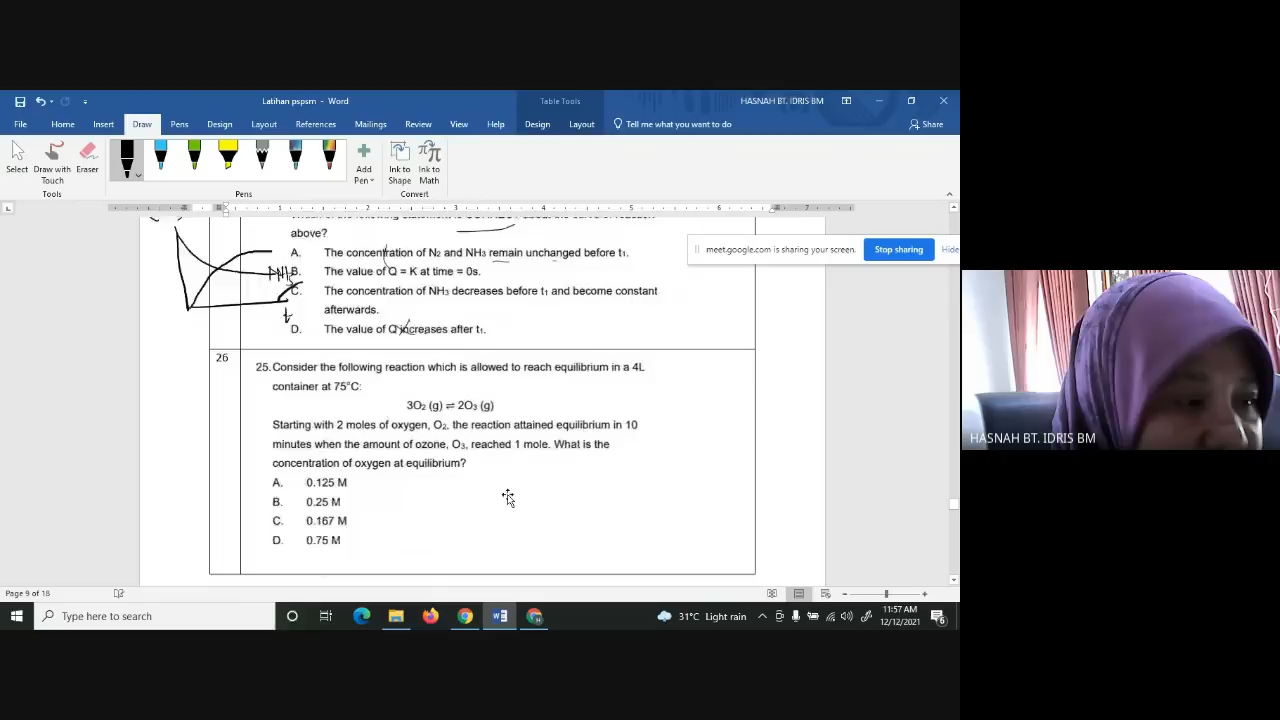 Latihan pspsm - Word
Table Tools
HASNAH BT. IDRIS BM
File Home Insert Draw Pens Design Layout References Mailings Review View Help Design Layout Tell me what you want to do Share
Select Draw with Touch Eraser
Add Pen
Ink to Shape
Ink to Math
Tools Pens Convert
1 2 3 4 5 6 7
above?
A. The concentration of N2 and NH3 remain unchanged before t1.
B. The value of Q = K at time = 0s.
C. The concentration of NH3 decreases before t1 and become constant
afterwards.
D. The value of Q increases after t1.
t
meet.google.com is sharing your screen. Stop sharing Hide
26
25. Consider the following reaction which is allowed to reach equilibrium in a 4L
container at 75°C:
3O2 (g) ⇌ 2O3 (g)
Starting with 2 moles of oxygen, O2, the reaction attained equilibrium in 10
minutes when the amount of ozone, O3, reached 1 mole. What is the
concentration of oxygen at equilibrium?
A. 0.125 M
B. 0.25 M
C. 0.167 M
D. 0.75 M
HASNAH BT. IDRIS BM
Page 9 of 18
Type here to search
31°C Light rain
11:57 AM
12/12/2021
6